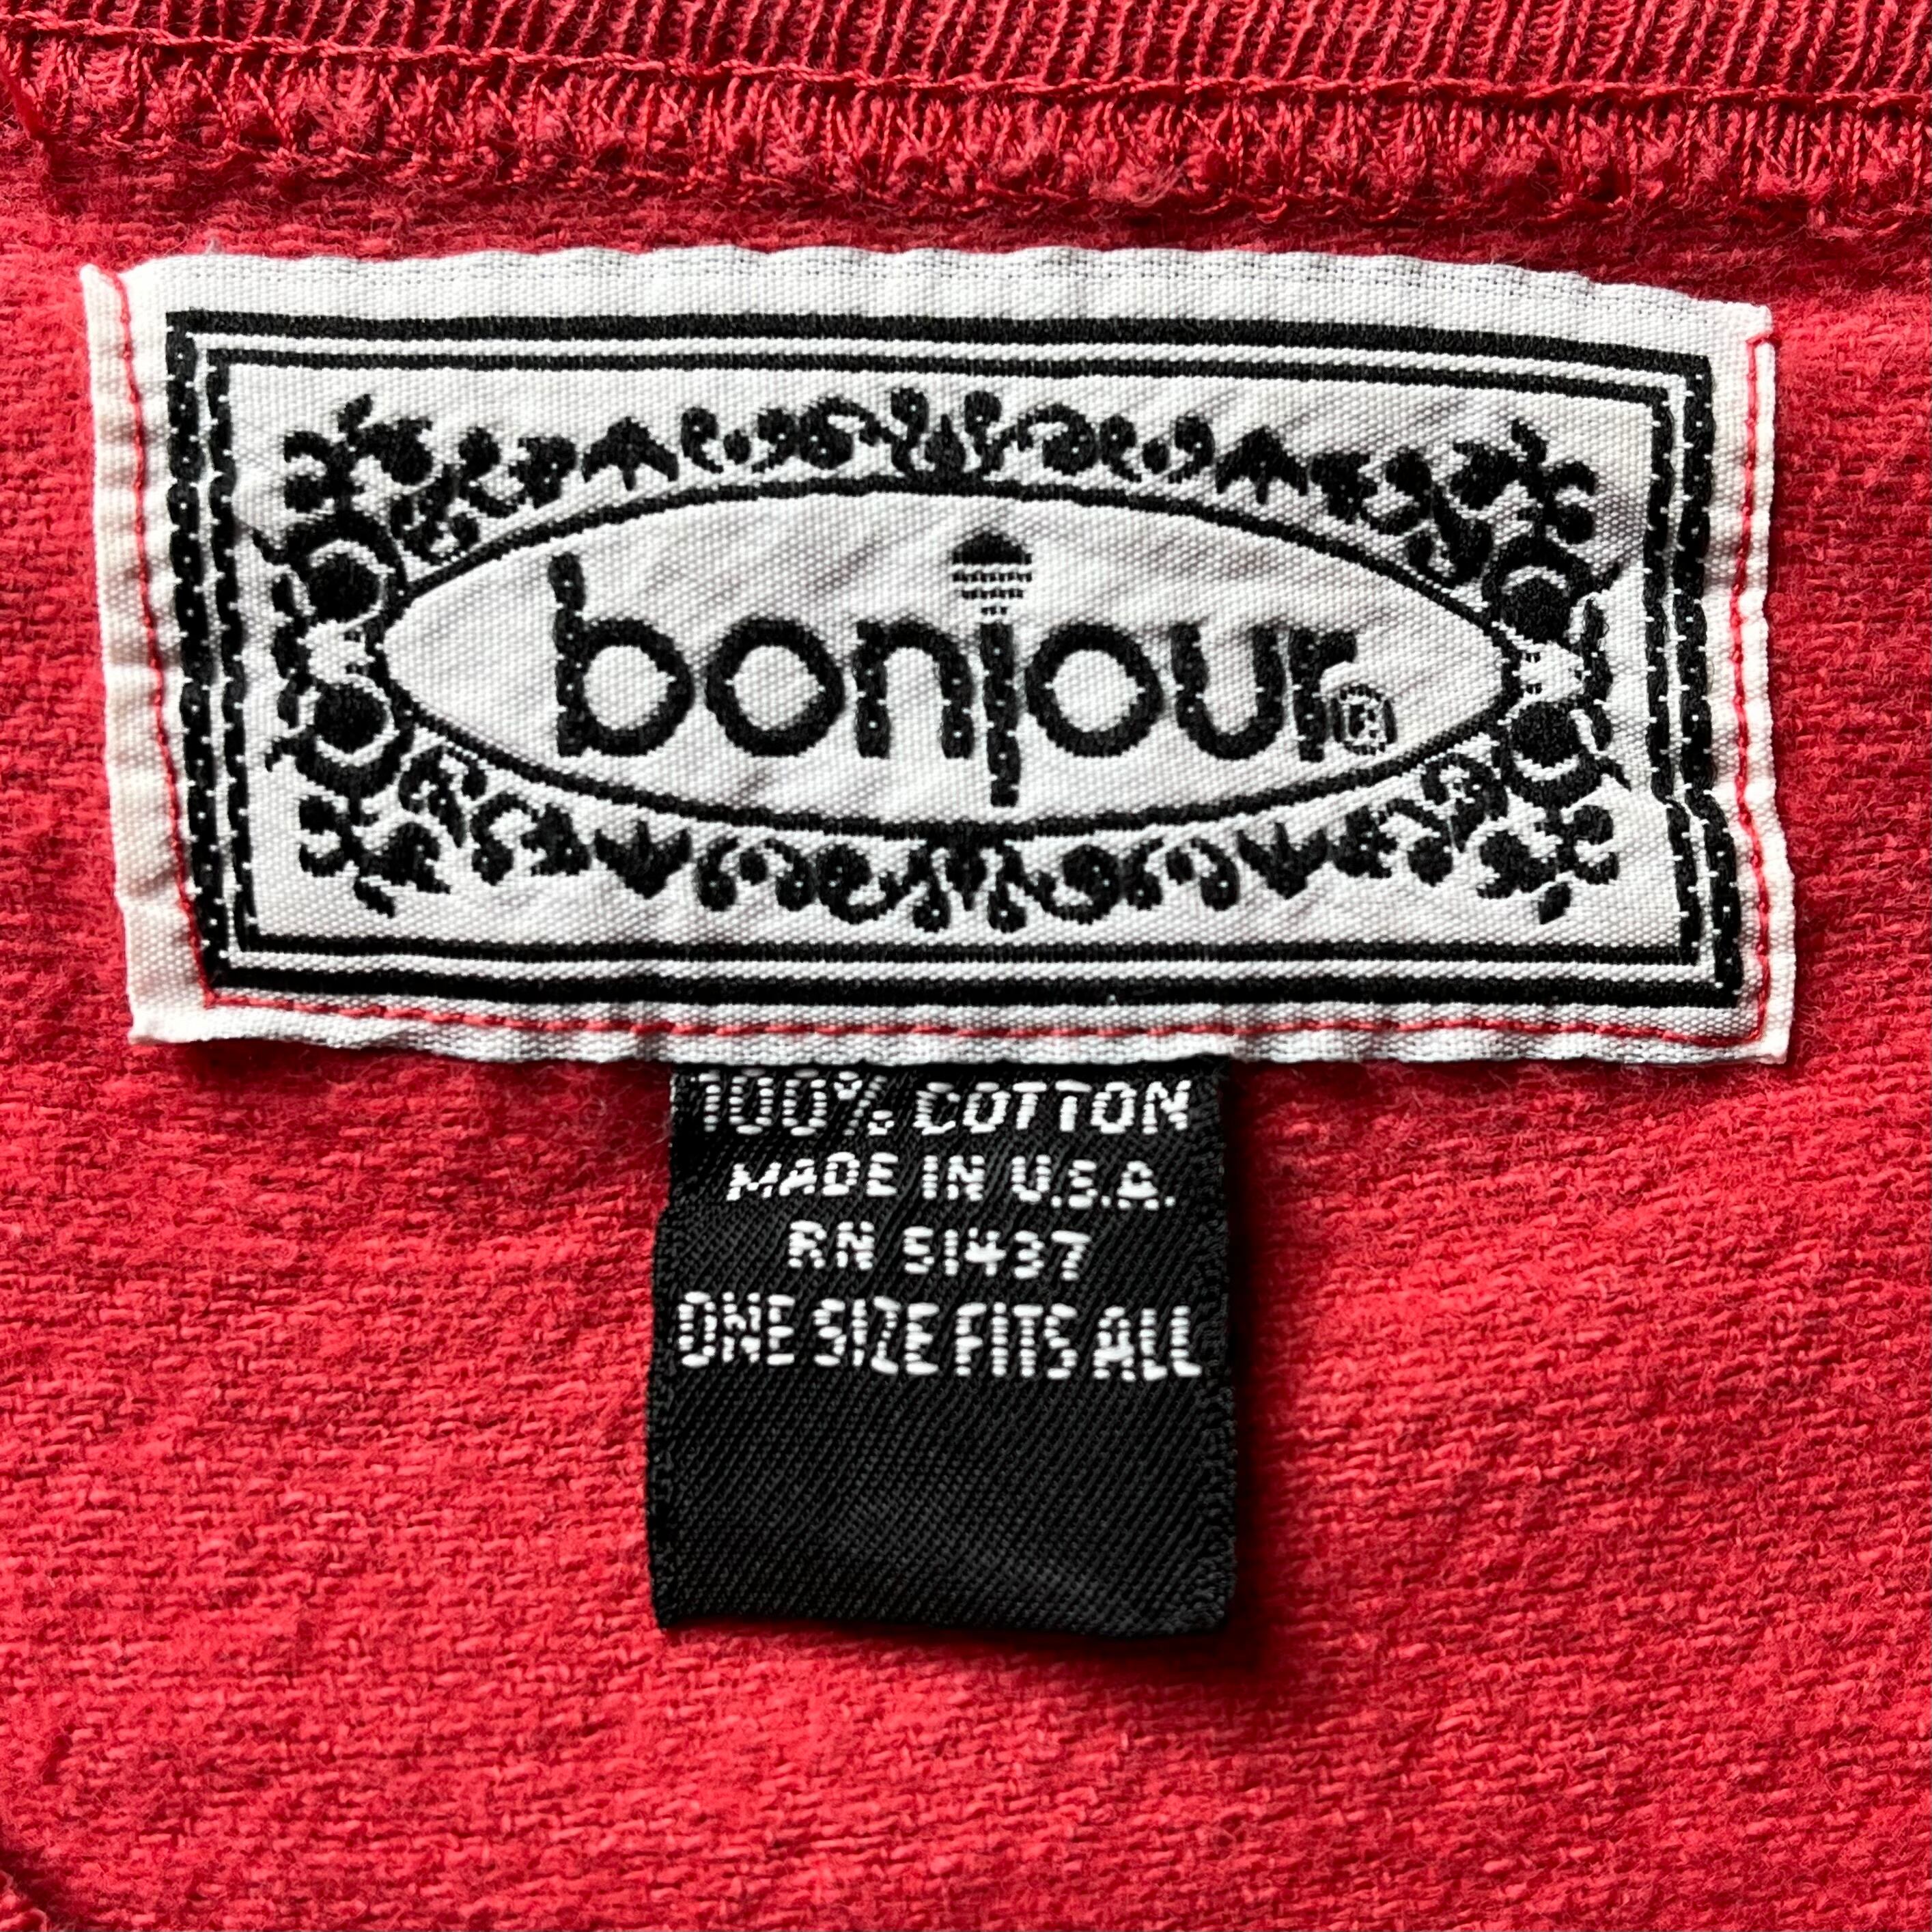 bonjour®
100% COTTON
MADE IN U.S.A.
RN 51437
ONE SIZE FITS ALL